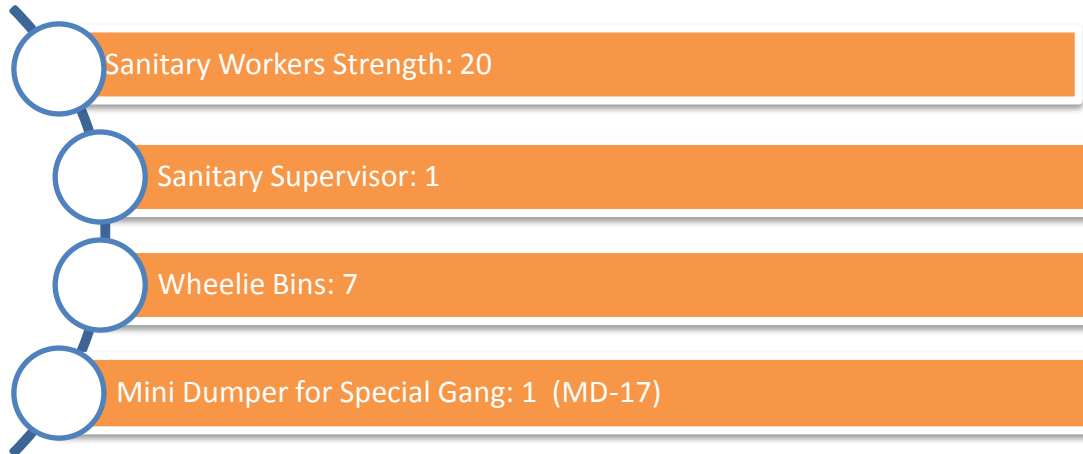 Sanitary Workers Strength: 20
Sanitary Supervisor: 1
Wheelie Bins: 7
Mini Dumper for Special Gang: 1 (MD-17)